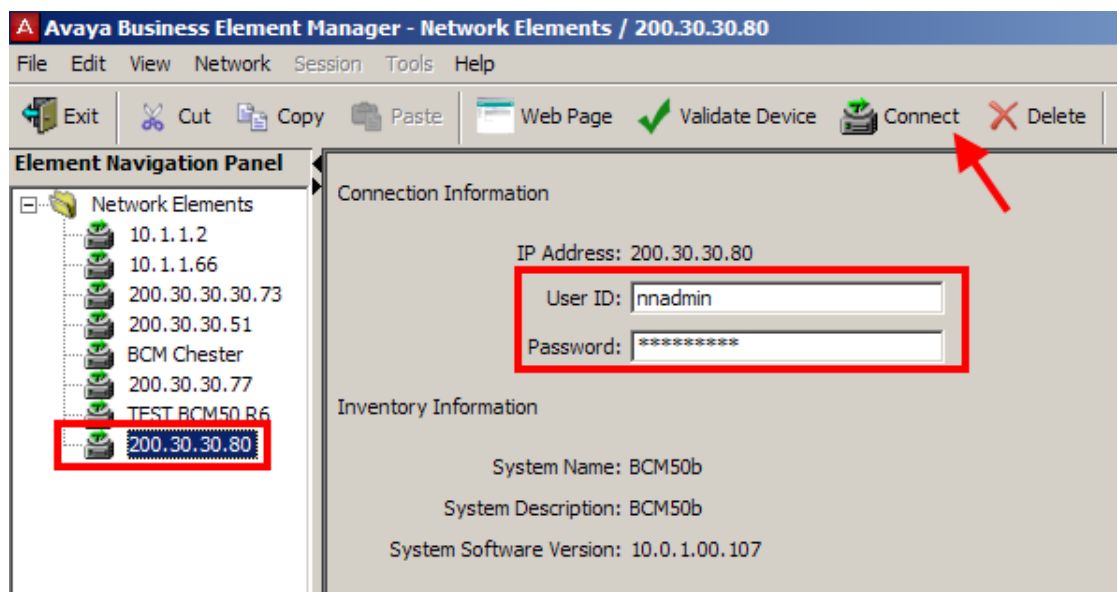 A Avaya Business Element Manager - Network Elements / 200.30.30.80
File Edit View Network Session Tools Help
Exit Cut Copy Paste Web Page Validate Device Connect Delete
Element Navigation Panel
Network Elements
10.1.1.2
10.1.1.66
200.30.30.30.73
200.30.30.51
BCM Chester
200.30.30.77
TEST BCM50 R6
200.30.30.80
Connection Information
IP Address: 200.30.30.80
User ID: nnadmin
Password: *********
Inventory Information
System Name: BCM50b
System Description: BCM50b
System Software Version: 10.0.1.00.107